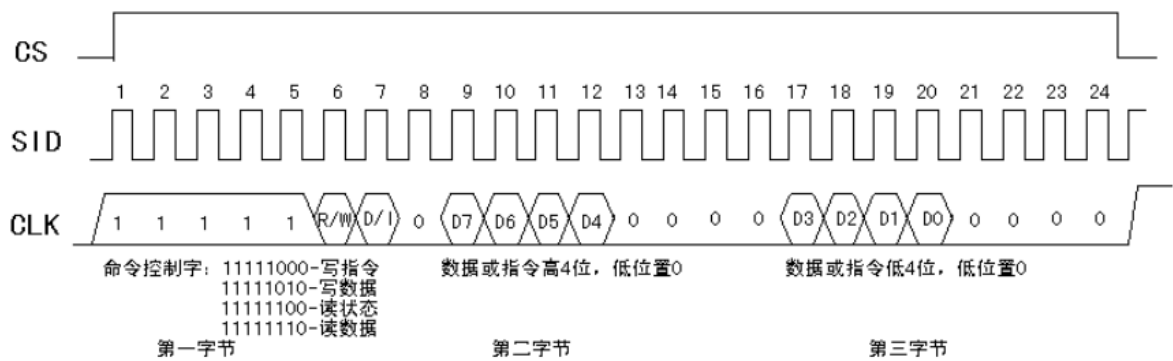 CS
1 2 3 4 5 6 7 8 9 10 11 12 13 14 15 16 17 18 19 20 21 22 23 24
SID
CLK 1 1 1 1 1 R/W D/I 0 D7 D6 D5 D4 0 0 0 0 D3 D2 D1 D0 0 0 0 0
命令控制字: 11111000-写指令 数据或指令高4位，低位置0 数据或指令低4位，低位置0
11111010-写数据
11111100-读状态
11111110-读数据
第一字节 第二字节 第三字节